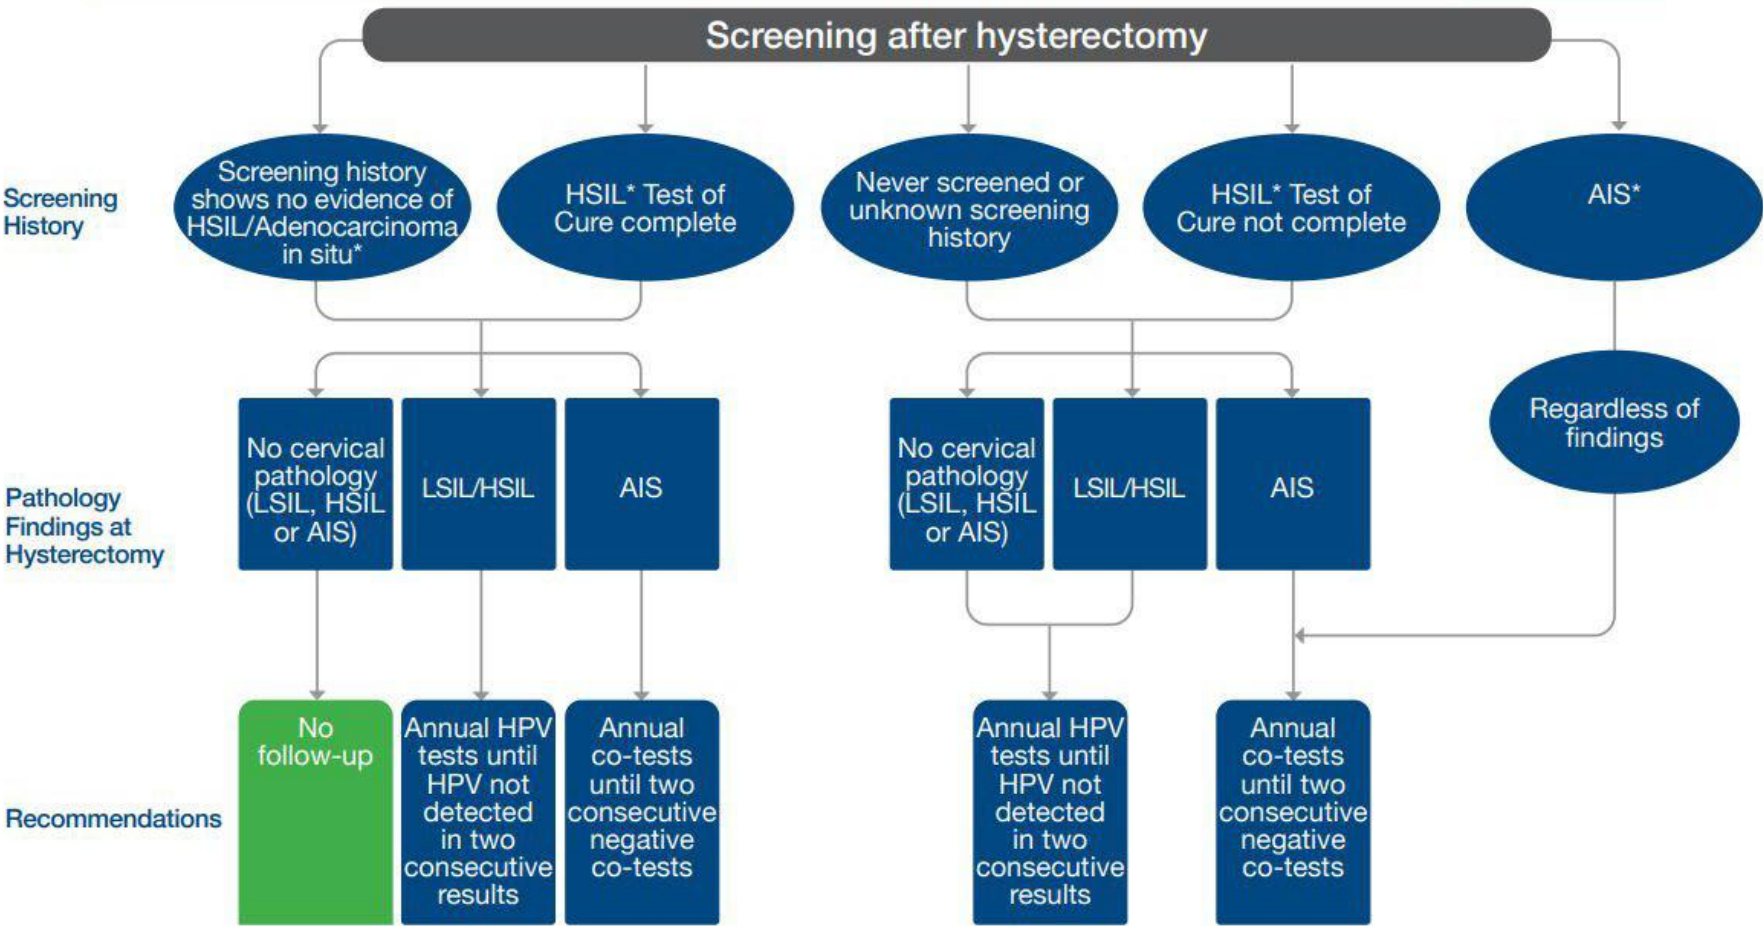 Screening after hysterectomy
Screening
History
Screening history
shows no evidence of
HSIL/Adenocarcinoma
in situ*
HSIL* Test of
Cure complete
Never screened or
unknown screening
history
HSIL* Test of
Cure not complete
AIS*
Regardless of
findings
Pathology
Findings at
Hysterectomy
No cervical
pathology
(LSIL, HSIL
or AIS)
LSIL/HSIL
AIS
No cervical
pathology
(LSIL, HSIL
or AIS)
LSIL/HSIL
AIS
Recommendations
No
follow-up
Annual HPV
tests until
HPV not
detected
in two
consecutive
results
Annual
co-tests
until two
consecutive
negative
co-tests
Annual HPV
tests until
HPV not
detected
in two
consecutive
results
Annual
co-tests
until two
consecutive
negative
co-tests